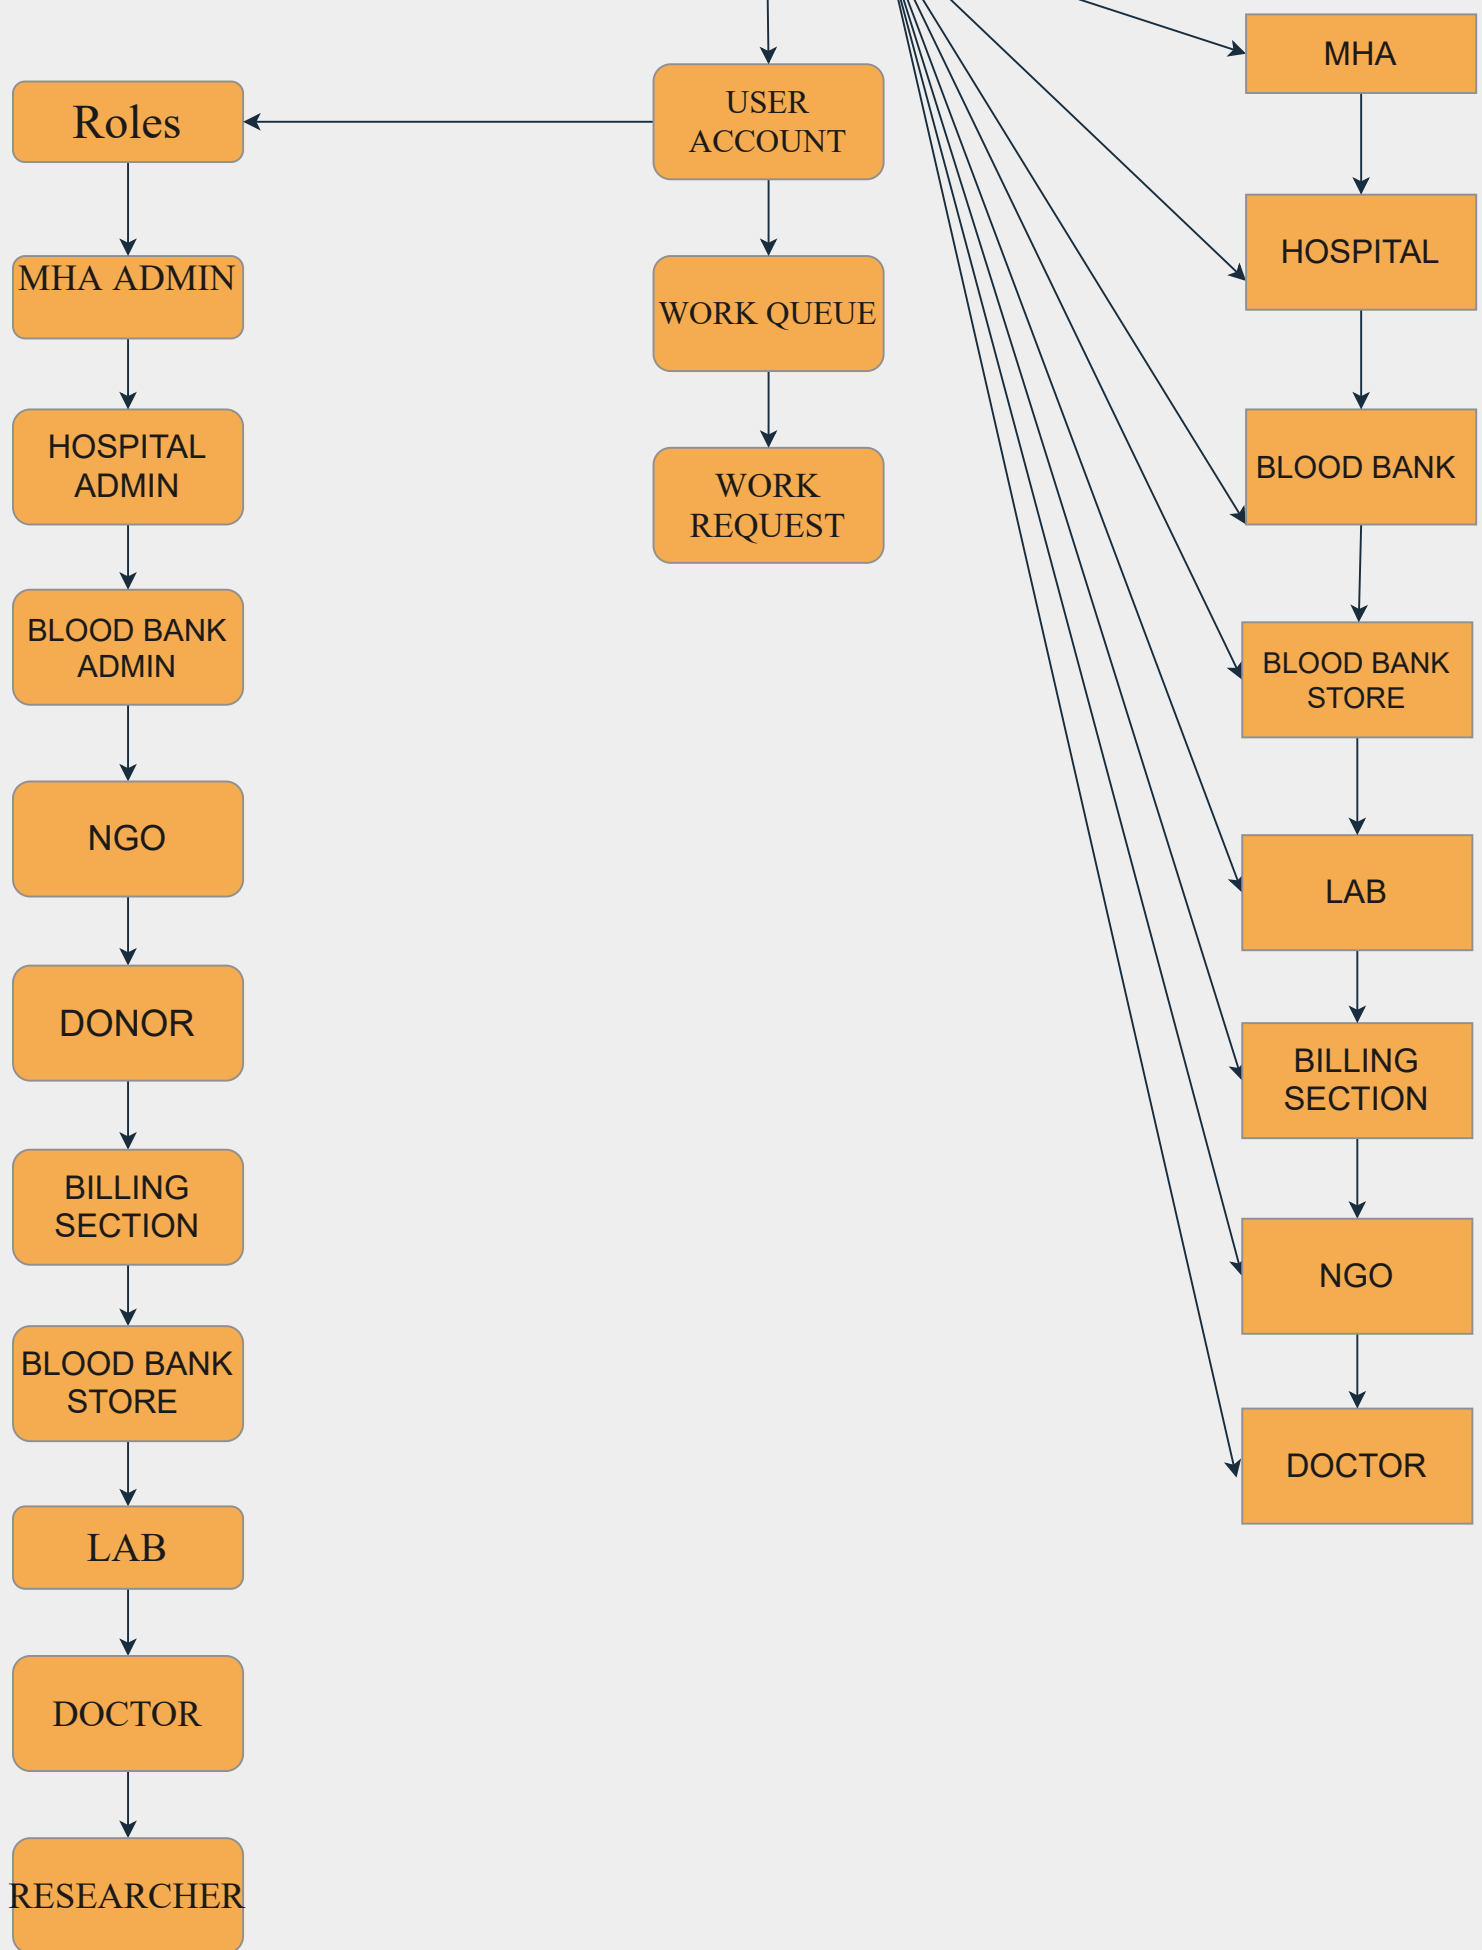 Roles
MHA ADMIN
HOSPITAL
ADMIN
BLOOD BANK
ADMIN
NGO
DONOR
BILLING
SECTION
BLOOD BANK
STORE
LAB
DOCTOR
RESEARCHER
USER
ACCOUNT
WORK QUEUE
WORK
REQUEST
MHA
HOSPITAL
BLOOD BANK
BLOOD BANK
STORE
LAB
BILLING
SECTION
NGO
DOCTOR